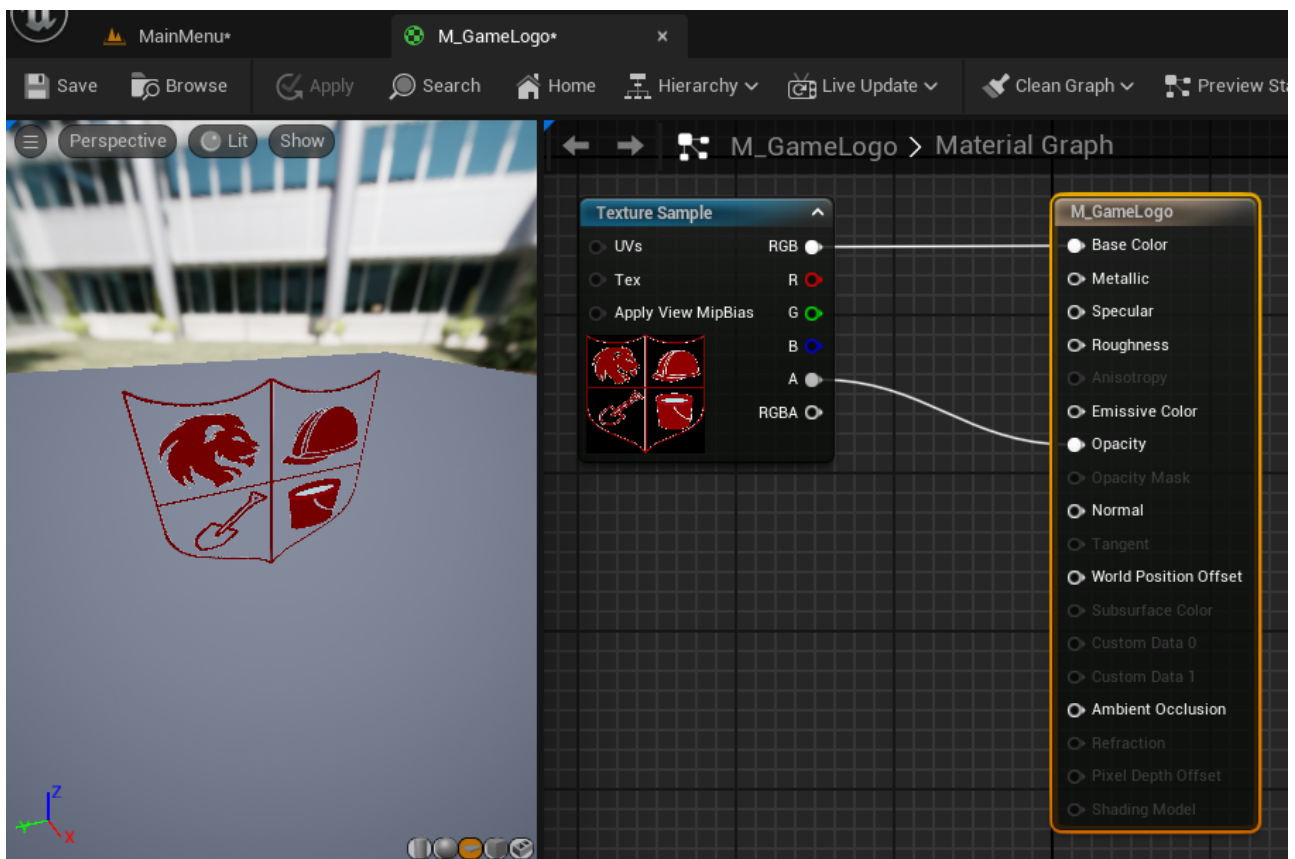 MainMenu*
M_GameLogo*
Save
Browse
Apply
Search
Home
Hierarchy
Live Update
Clean Graph
Preview Sta
Perspective
Lit
Show
M_GameLogo > Material Graph
Texture Sample
UVs
RGB
Tex
R
Apply View MipBias
G
B
A
RGBA
M_GameLogo
Base Color
Metallic
Specular
Roughness
Anisotropy
Emissive Color
Opacity
Opacity Mask
Normal
Tangent
World Position Offset
Subsurface Color
Custom Data 0
Custom Data 1
Ambient Occlusion
Refraction
Pixel Depth Offset
Shading Model
Z
Y
X